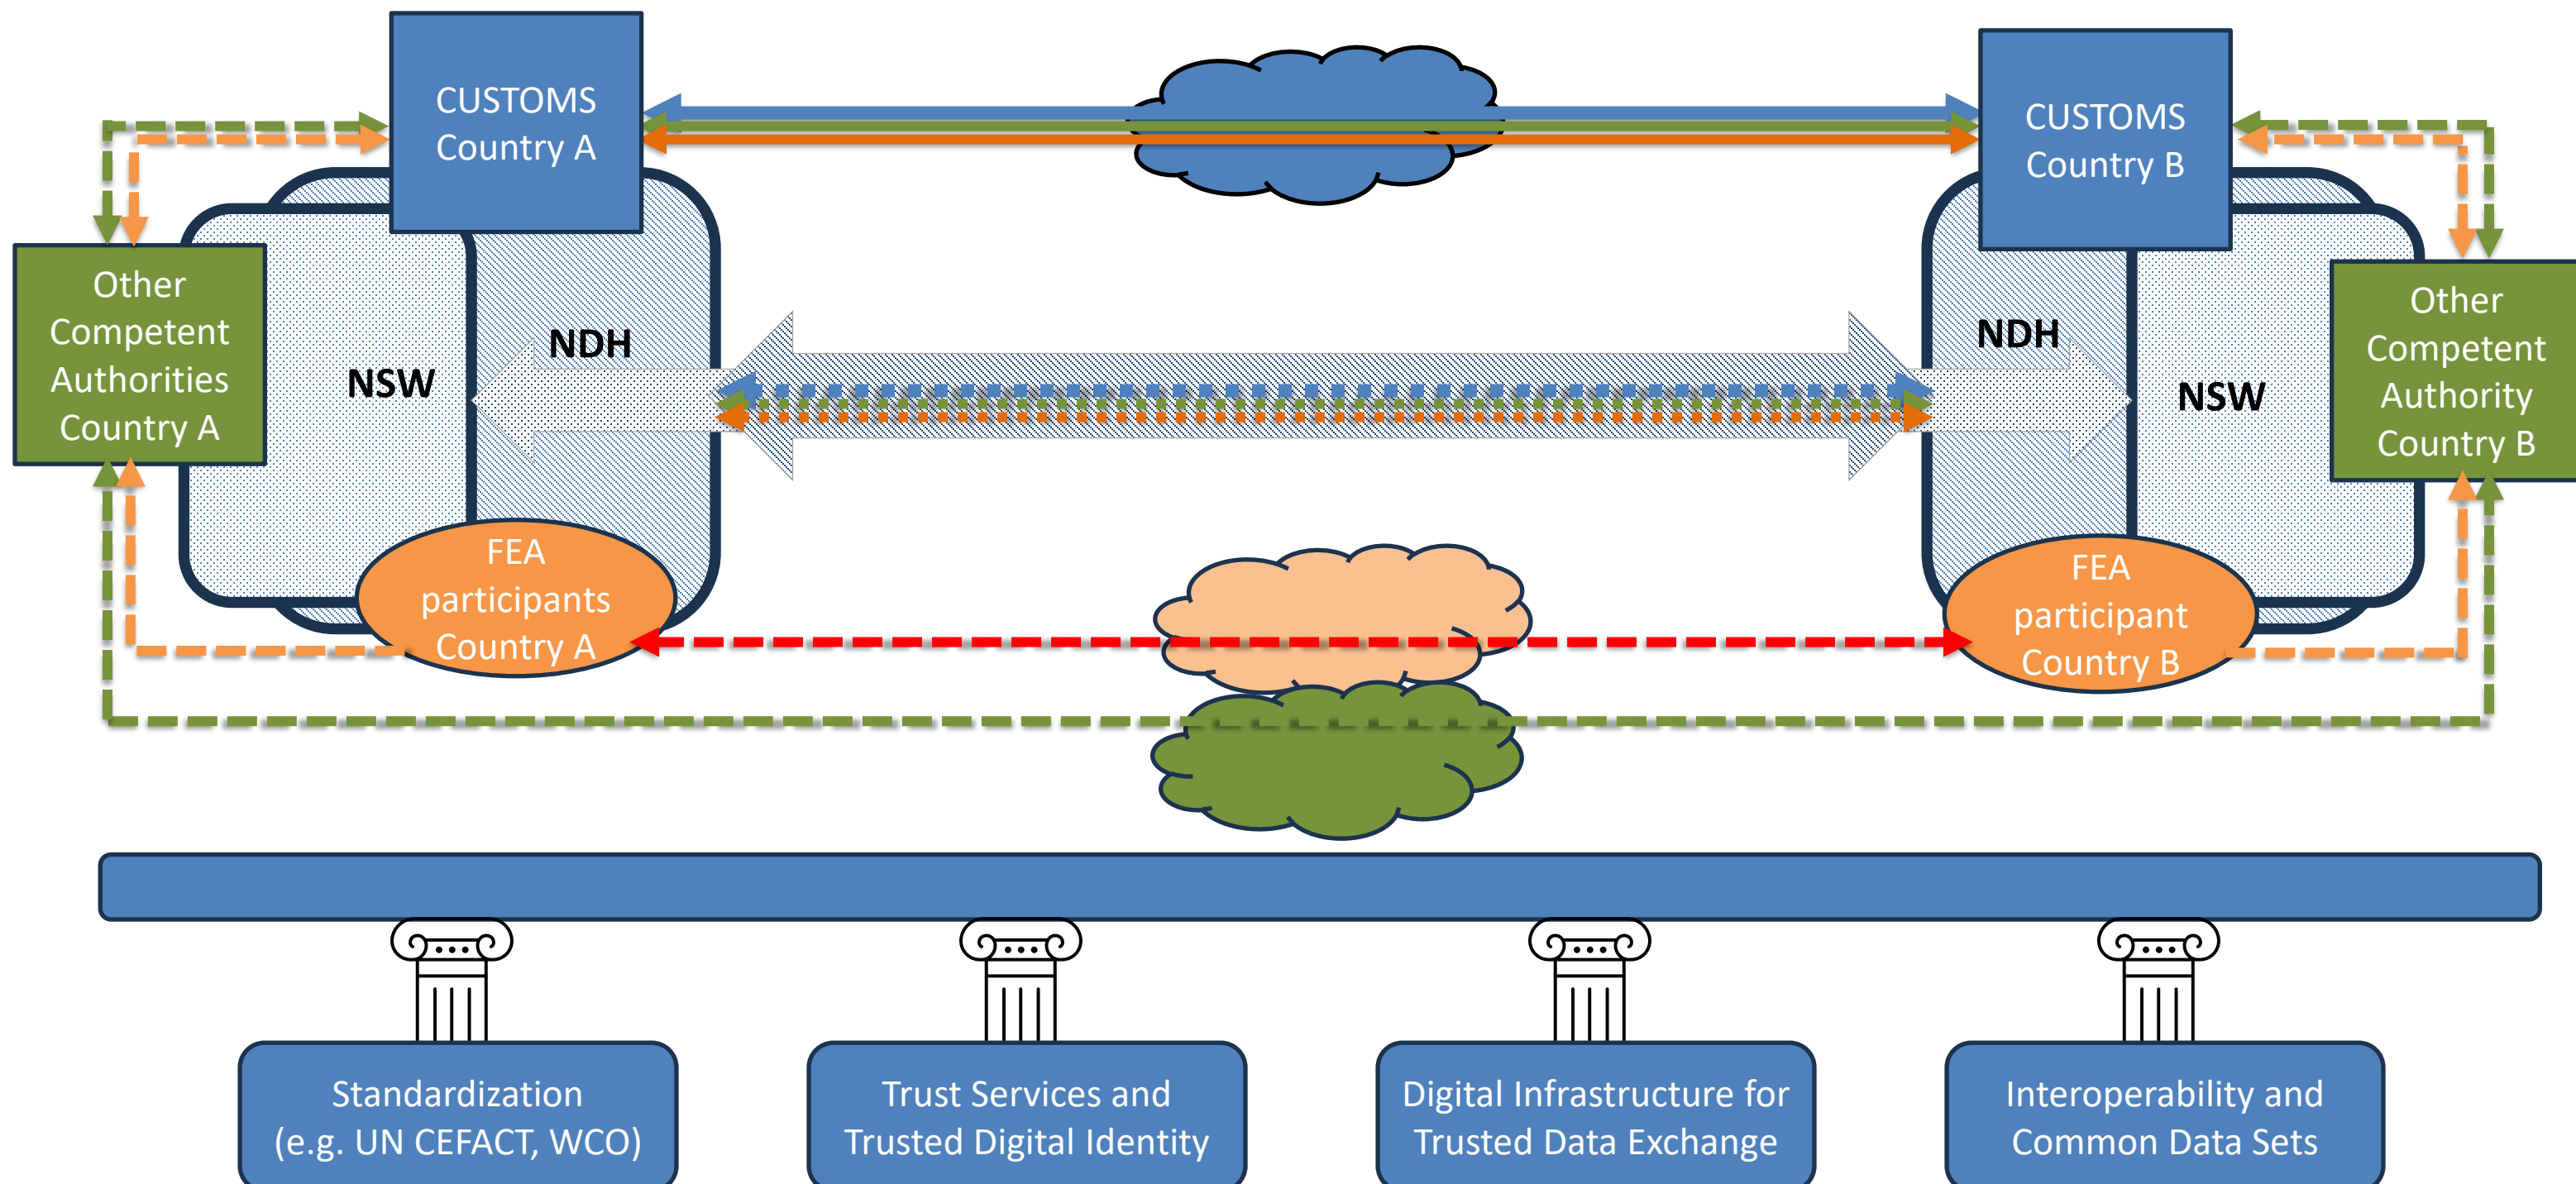 CUSTOMS
Country A
CUSTOMS
Country B
Other
Competent
Authorities
Country A
NSW
NDH
NDH
NSW
Other
Competent
Authority
Country B
FEA
participants
Country A
FEA
participant
Country B
Standardization
(e.g. UN CEFACT, WCO)
Trust Services and
Trusted Digital Identity
Digital Infrastructure for
Trusted Data Exchange
Interoperability and
Common Data Sets